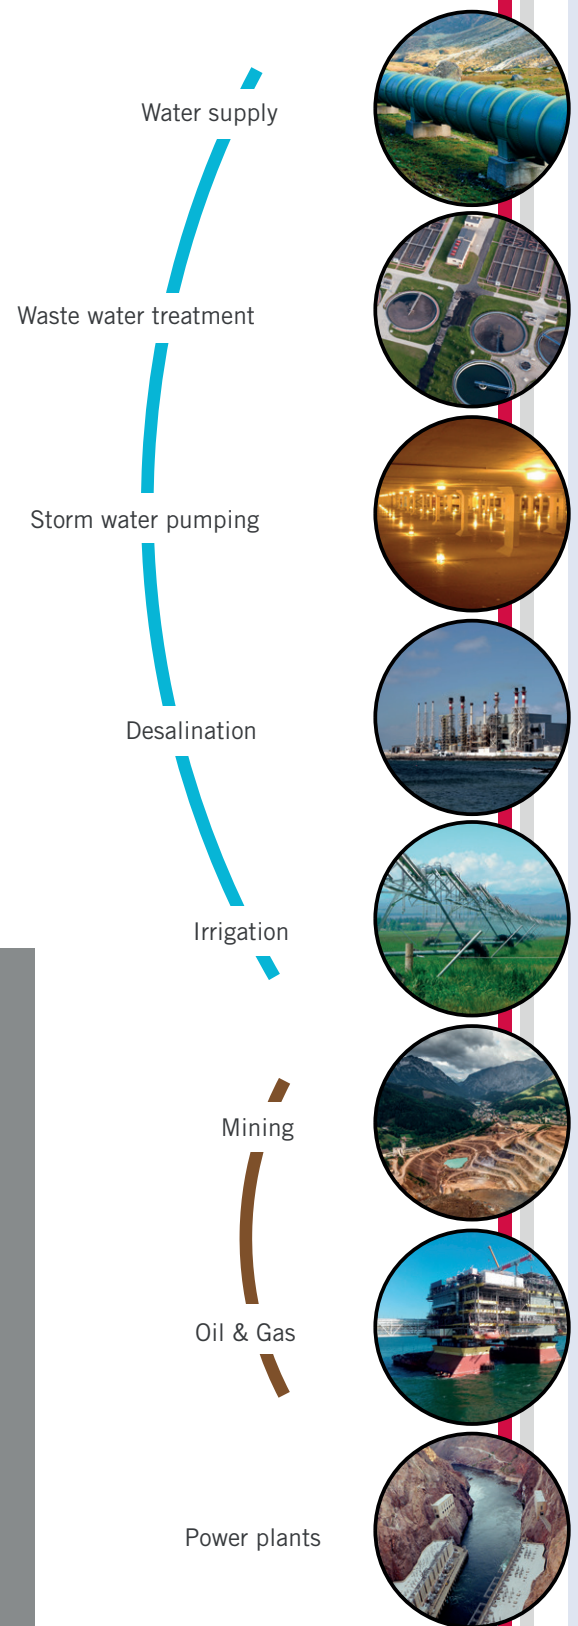 Water supply
Waste water treatment
Storm water pumping
Desalination
Irrigation
Mining
Oil & Gas
Power plants